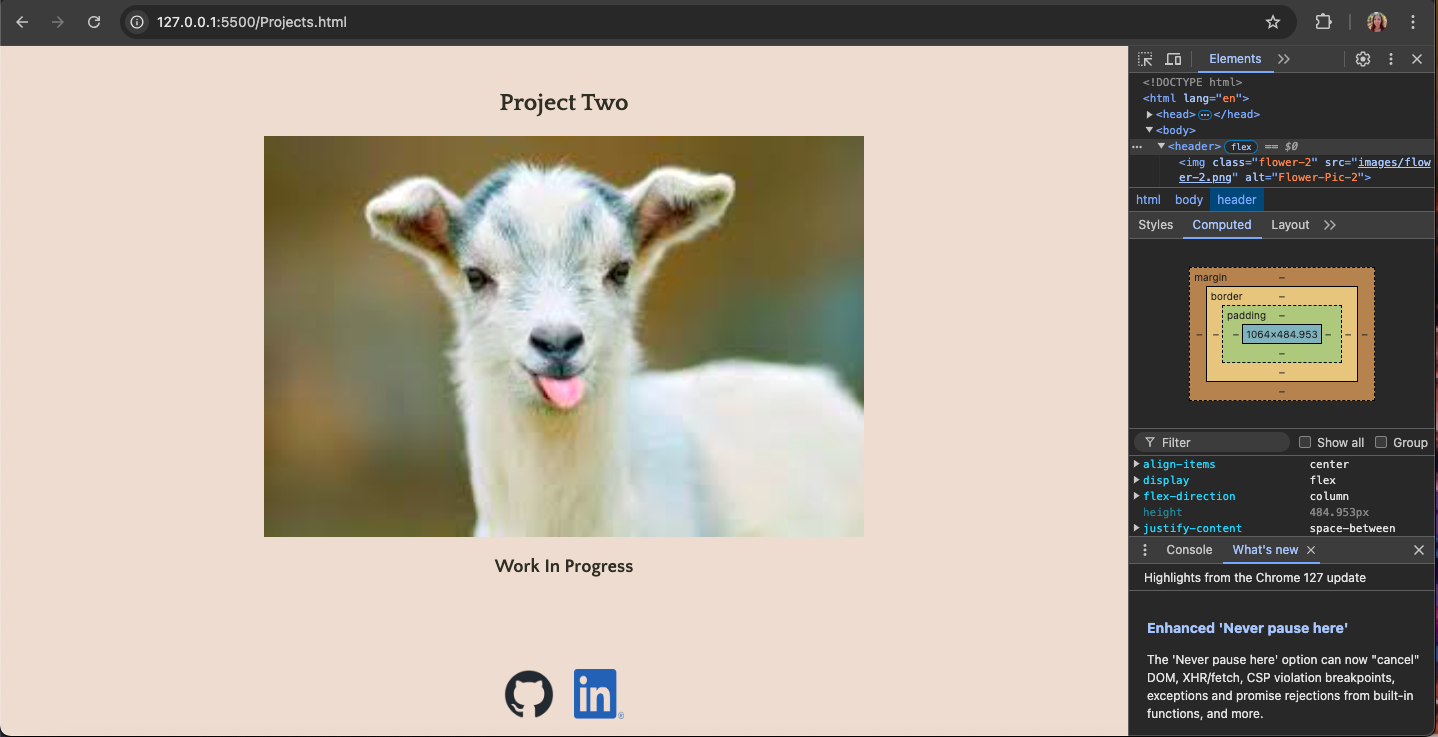 127.0.0.1:5500/Projects.html
Project Two
Work In Progress
in
®
Elements
<!DOCTYPE html>
<html lang="en">
<head> ⋯ </head>
<body>
⋯ <header> flex == $0
<img class="flower-2" src="images/flow
er-2.png" alt="Flower-Pic-2">
html body header
Styles Computed Layout
margin –
border –
padding –
– – – 1064×484.953 – – –
–
–
–
Filter Show all Group
align-items center
display flex
flex-direction column
height 484.953px
justify-content space-between
Console What's new
Highlights from the Chrome 127 update
Enhanced 'Never pause here'
The 'Never pause here' option can now "cancel"
DOM, XHR/fetch, CSP violation breakpoints,
exceptions and promise rejections from built-in
functions, and more.